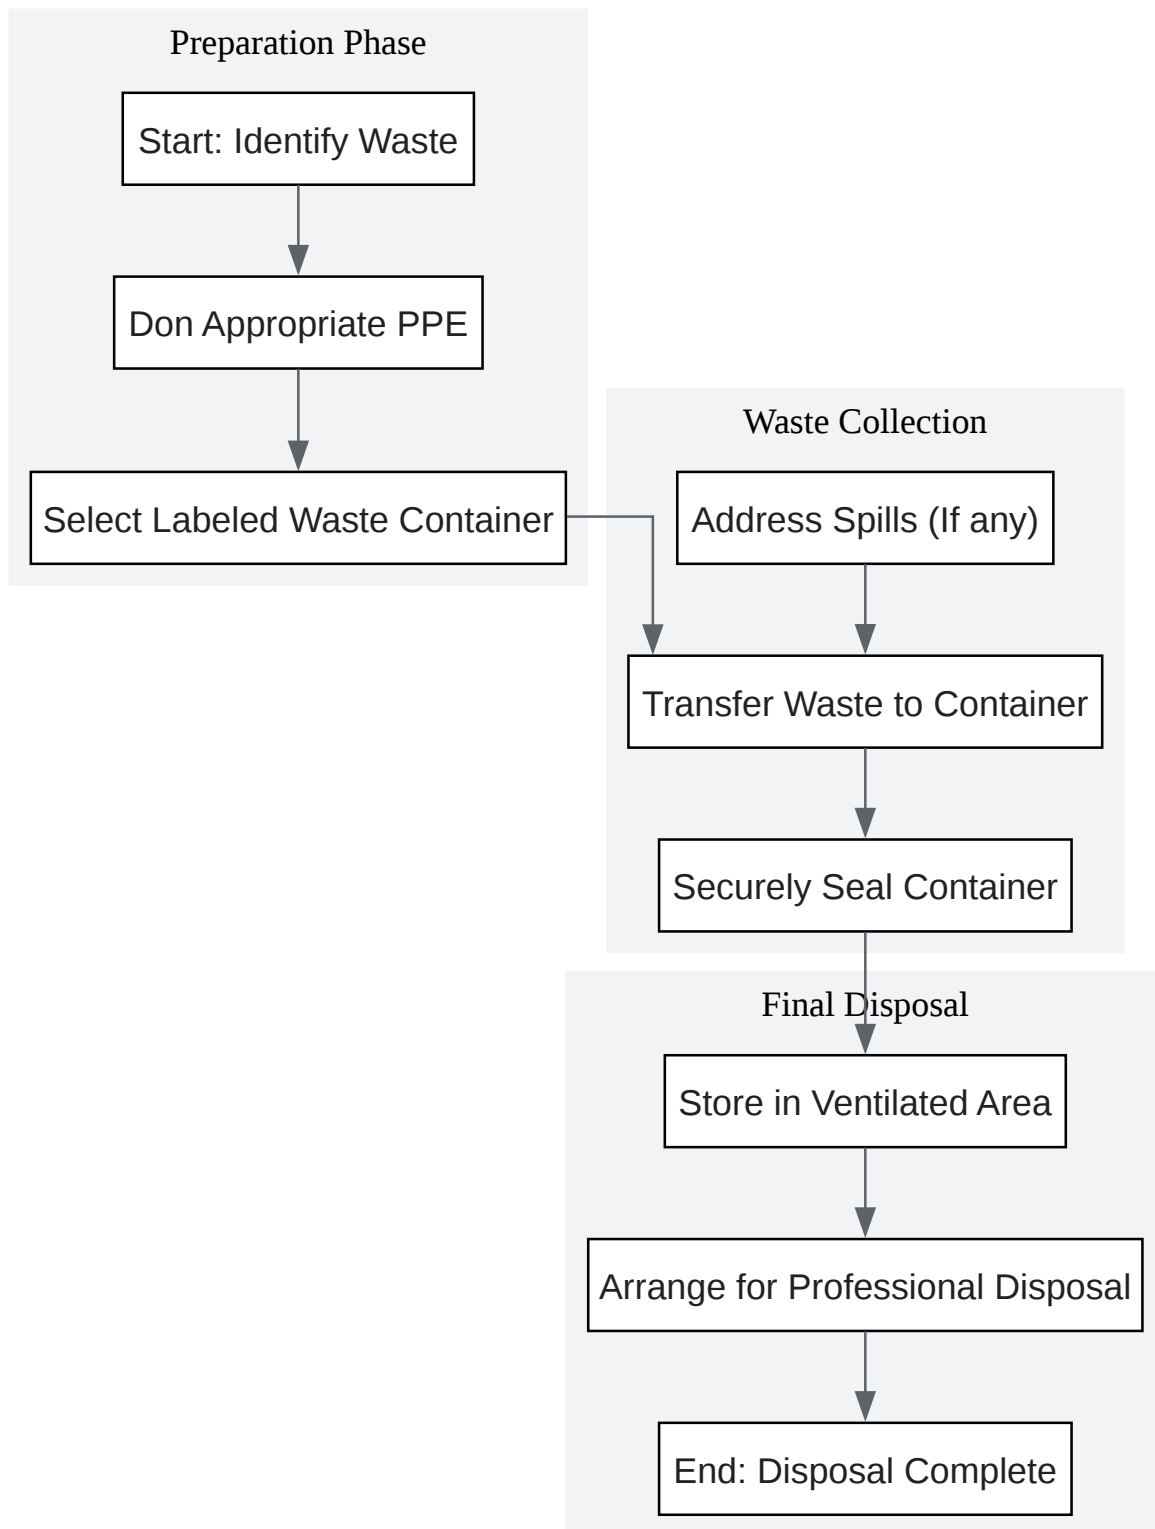 Preparation Phase
Start: Identify Waste
Don Appropriate PPE
Select Labeled Waste Container
Waste Collection
Address Spills (If any)
Transfer Waste to Container
Securely Seal Container
Final Disposal
Store in Ventilated Area
Arrange for Professional Disposal
End: Disposal Complete